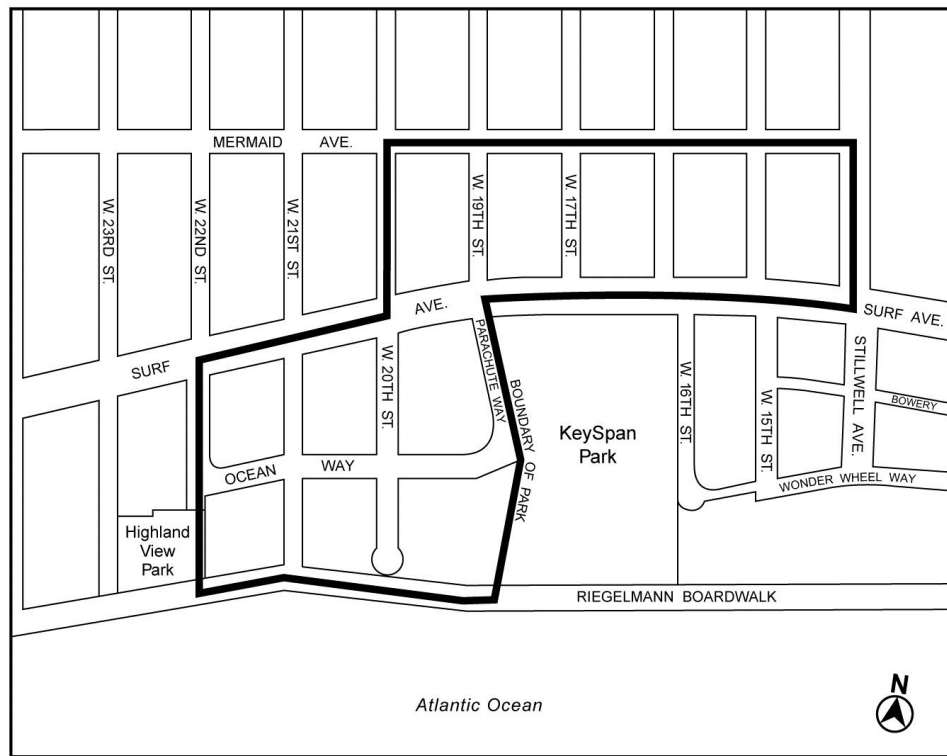 MERMAID AVE.
W. 23RD ST.
W. 22ND ST.
W. 21ST ST.
W. 19TH ST.
W. 17TH ST.
SURF AVE.
SURF AVE.
W. 20TH ST.
PARACHUTE WAY
BOUNDARY OF PARK
KeySpan
Park
W. 16TH ST.
W. 15TH ST.
STILLWELL AVE.
BOWERY
OCEAN WAY
WONDER WHEEL WAY
Highland
View
Park
RIEGELMANN BOARDWALK
Atlantic Ocean
N